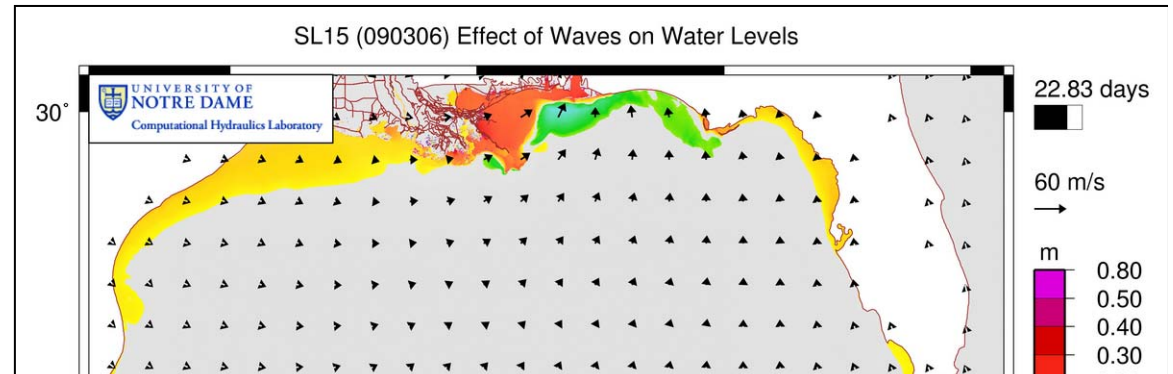 SL15 (090306) Effect of Waves on Water Levels
UNIVERSITY OF
NOTRE DAME
Computational Hydraulics Laboratory
30°
22.83 days
60 m/s
m
0.80
0.50
0.40
0.30